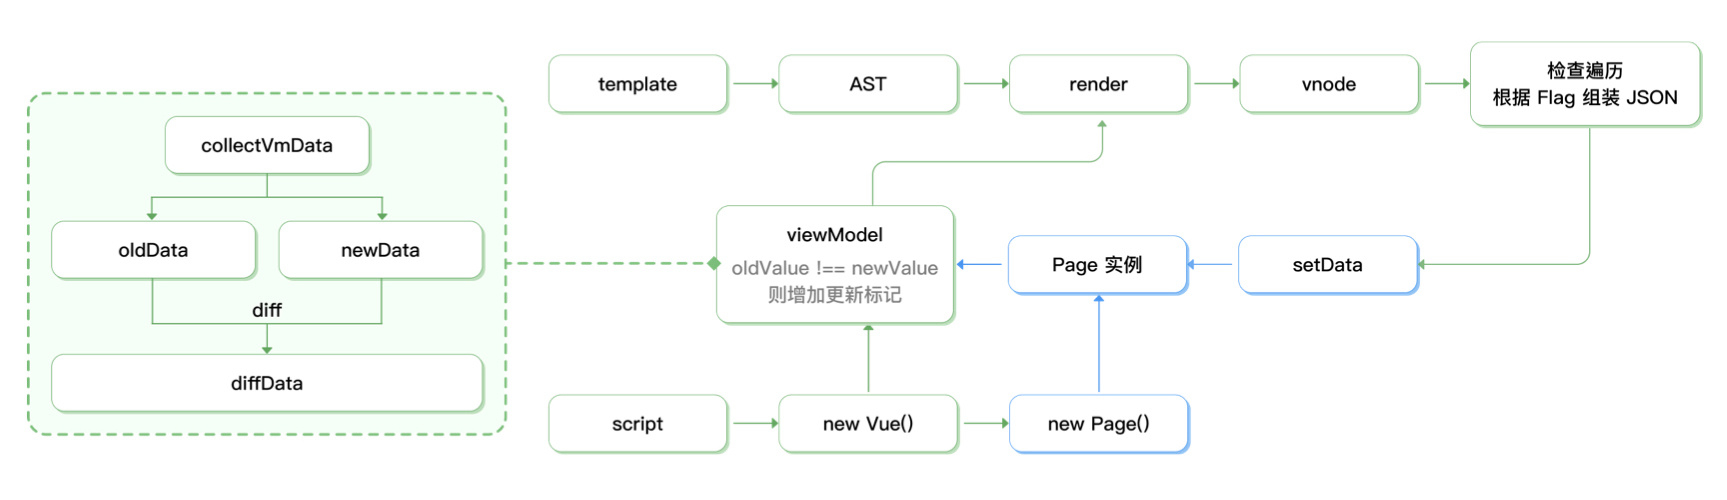 template
AST
render
vnode
检查遍历
根据 Flag 组装 JSON
collectVmData
oldData
newData
diff
diffData
viewModel
oldValue !== newValue
则增加更新标记
Page 实例
setData
script
new Vue()
new Page()